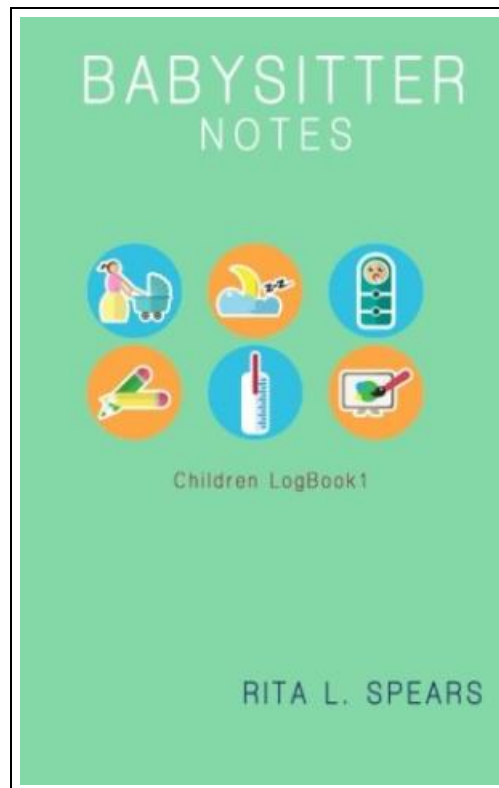 BABYSITTER
NOTES
z-Z
Children LogBook1
RITA L. SPEARS